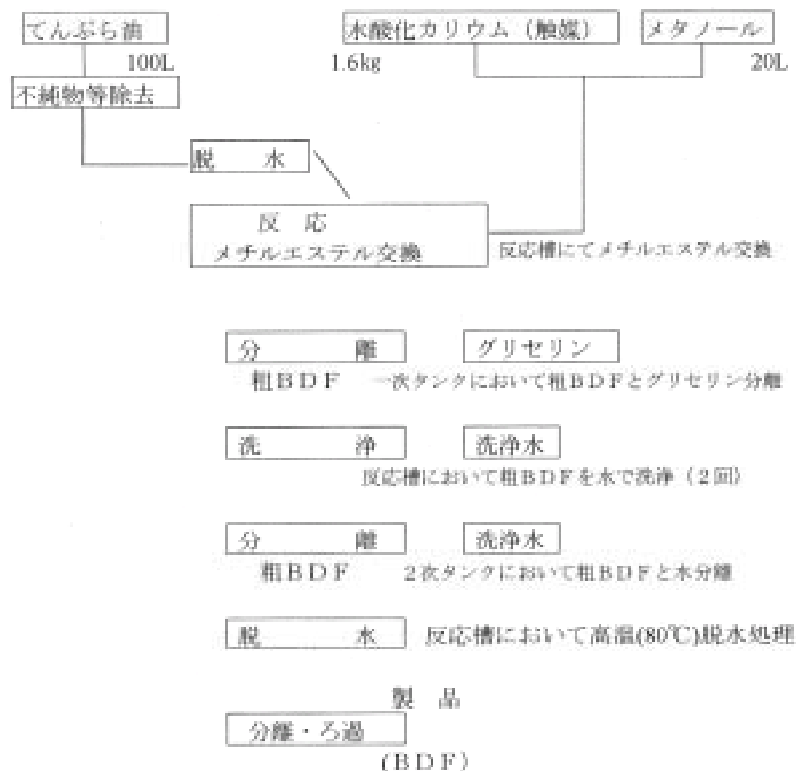 てんぷら油 水酸化カリウム（触媒） メタノール
100L 1.6kg 20L
不純物等除去
脱 水
反 応
メチルエステル交換 反応槽にてメチルエステル交換
分 離 グリセリン
粗BDF 一次タンクにおいて粗BDFとグリセリン分離
洗 浄 洗浄水
反応槽において粗BDFを水で洗浄（2回）
分 離 洗浄水
粗BDF 2次タンクにおいて粗BDFと水分離
脱 水 反応槽において高温(80℃)脱水処理
製 品
分離・ろ過
(BDF)